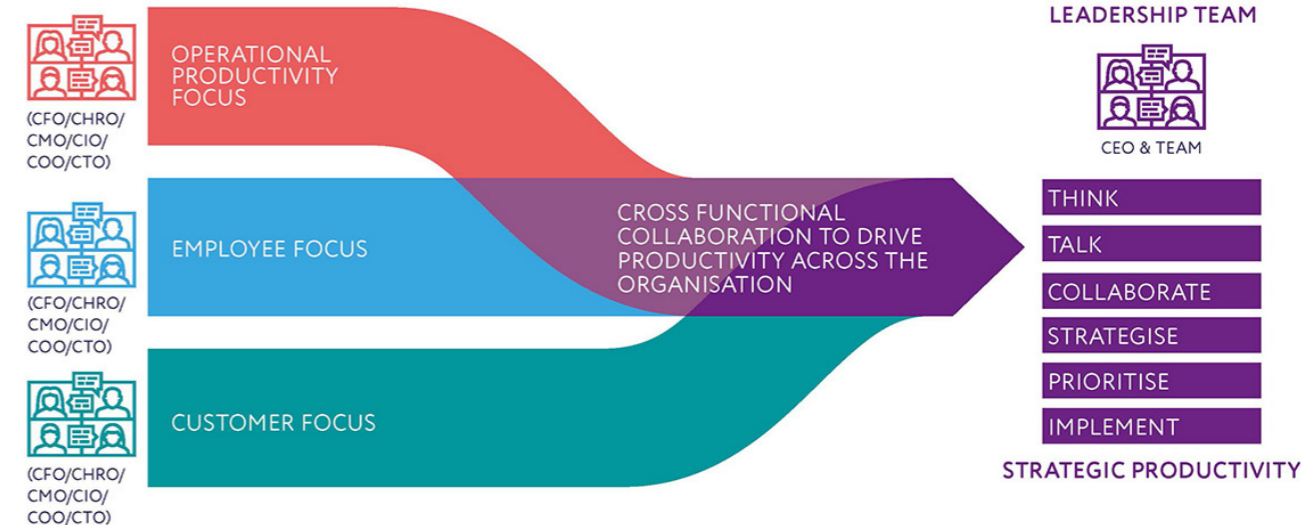 OPERATIONAL
PRODUCTIVITY
FOCUS
(CFO/CHRO/
CMO/CIO/
COO/CTO)
EMPLOYEE FOCUS
(CFO/CHRO/
CMO/CIO/
COO/CTO)
CUSTOMER FOCUS
(CFO/CHRO/
CMO/CIO/
COO/CTO)
CROSS FUNCTIONAL
COLLABORATION TO DRIVE
PRODUCTIVITY ACROSS THE
ORGANISATION
LEADERSHIP TEAM
CEO & TEAM
THINK
TALK
COLLABORATE
STRATEGISE
PRIORITISE
IMPLEMENT
STRATEGIC PRODUCTIVITY